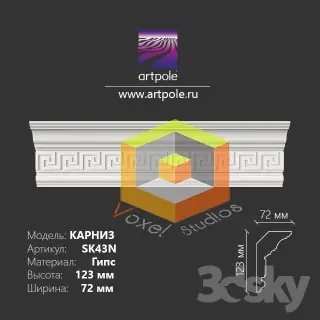 artpole
www.artpole.ru
Voxel Studios
72 мм
Модель: КАРНИЗ
Артикул: SK43N
Материал: Гипс
Высота: 123 мм
Ширина: 72 мм
123 мм
3dsky